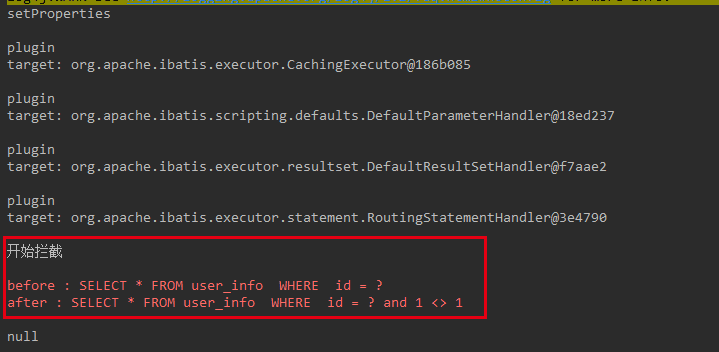 setProperties
plugin
target: org.apache.ibatis.executor.CachingExecutor@186b085
plugin
target: org.apache.ibatis.scripting.defaults.DefaultParameterHandler@18ed237
plugin
target: org.apache.ibatis.executor.resultset.DefaultResultSetHandler@f7aae2
plugin
target: org.apache.ibatis.executor.statement.RoutingStatementHandler@3e4790
开始拦截
before : SELECT * FROM user_info  WHERE  id = ?
after : SELECT * FROM user_info  WHERE  id = ? and 1 <> 1
null